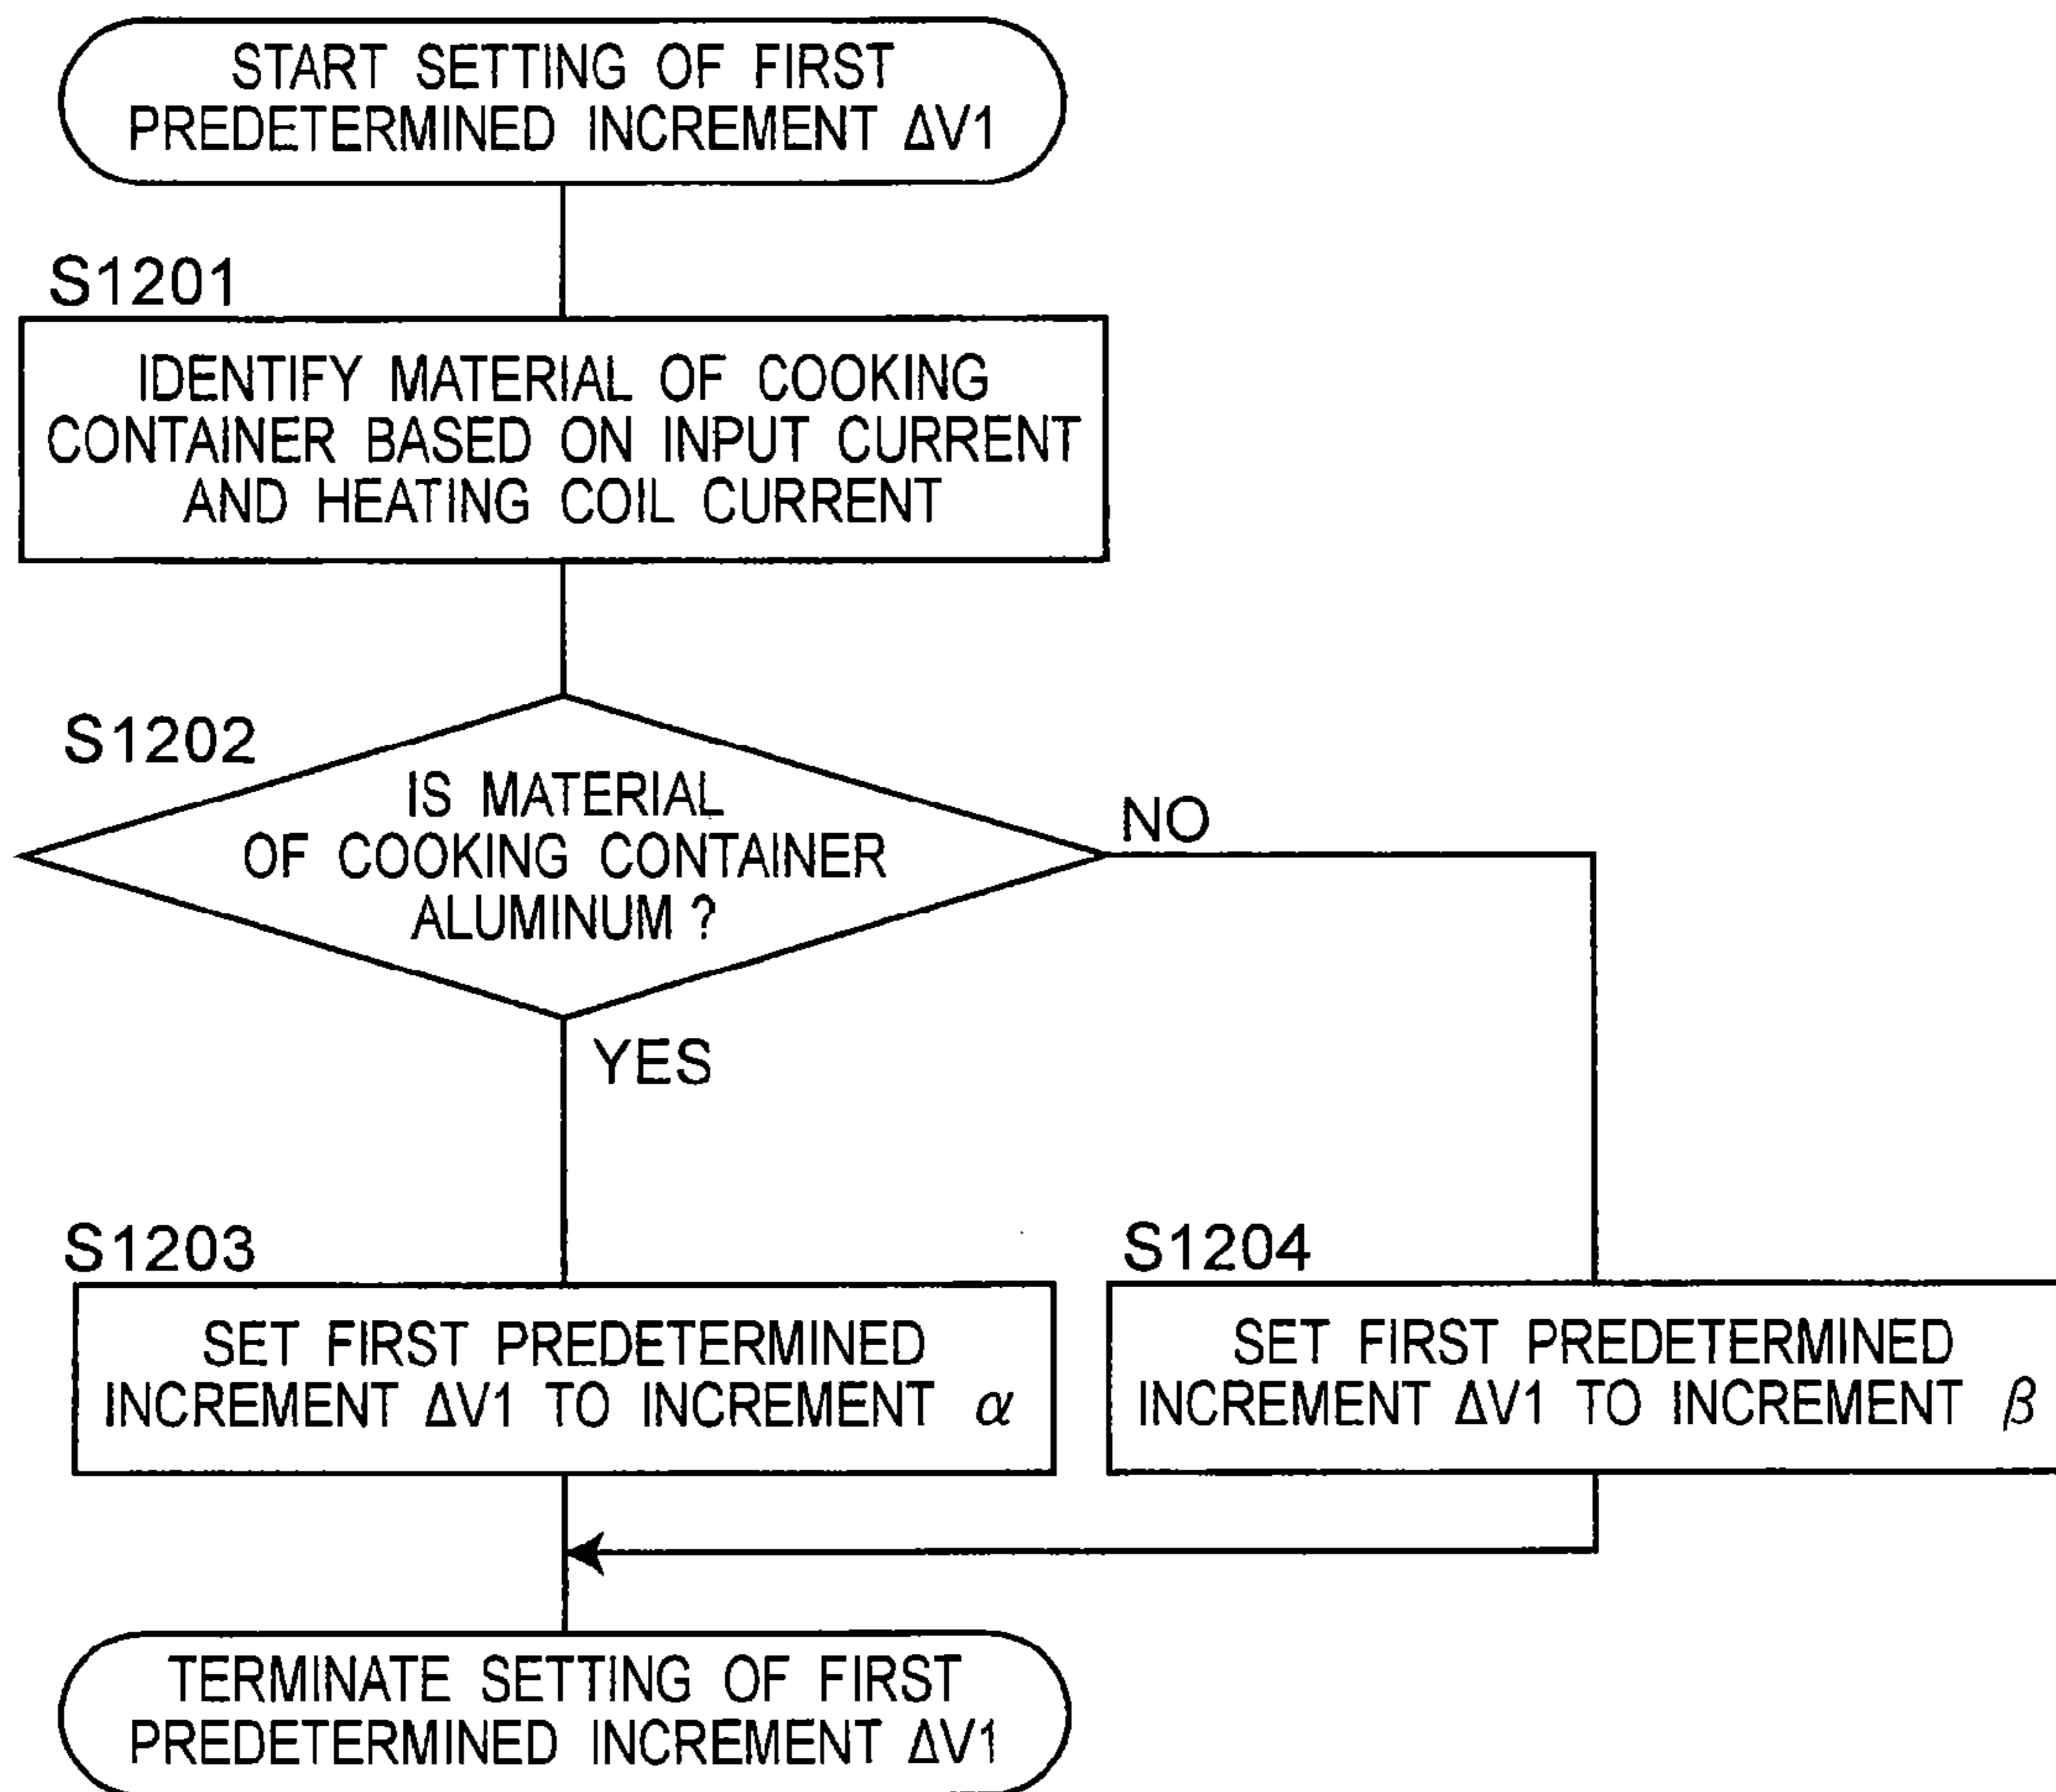 START SETTING OF FIRST
PREDETERMINED INCREMENT ΔV1
S1201
IDENTIFY MATERIAL OF COOKING
CONTAINER BASED ON INPUT CURRENT
AND HEATING COIL CURRENT
S1202
IS MATERIAL
OF COOKING CONTAINER
ALUMINUM ?
NO
YES
S1203
SET FIRST PREDETERMINED
INCREMENT ΔV1 TO INCREMENT α
S1204
SET FIRST PREDETERMINED
INCREMENT ΔV1 TO INCREMENT β
TERMINATE SETTING OF FIRST
PREDETERMINED INCREMENT ΔV1